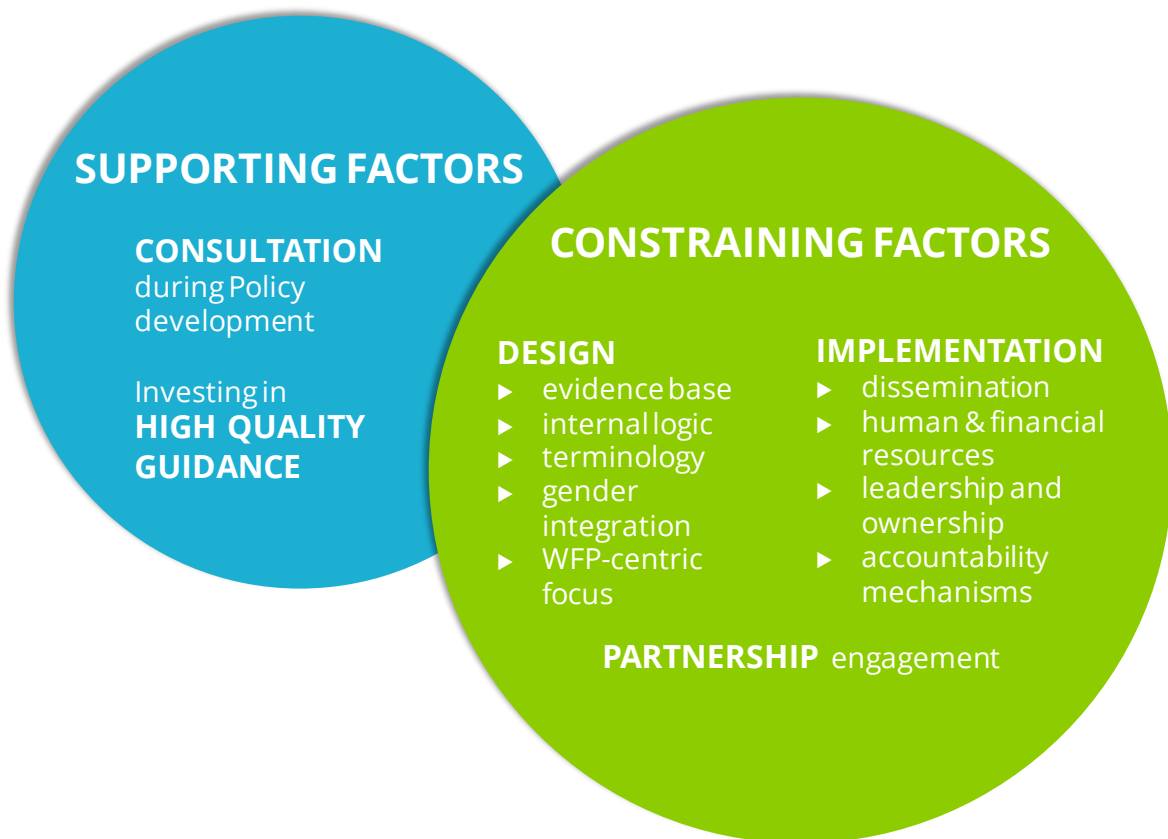 SUPPORTING FACTORS
CONSULTATION
during Policy
development
Investing in
HIGH QUALITY
GUIDANCE
CONSTRAINING FACTORS
DESIGN
► evidence base
► internal logic
► terminology
► gender
integration
► WFP-centric
focus
IMPLEMENTATION
► dissemination
► human & financial
resources
► leadership and
ownership
► accountability
mechanisms
PARTNERSHIP engagement